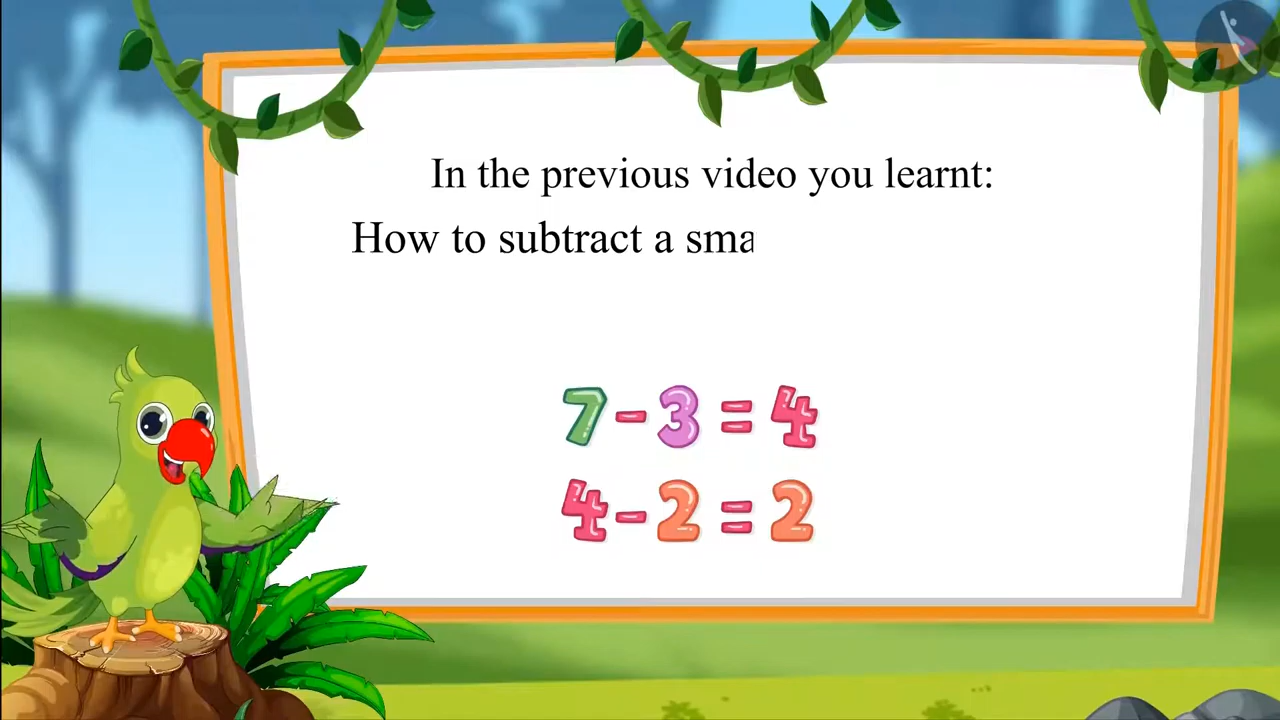 In the previous video you learnt:
How to subtract a sma
7-3=4
4-2=2